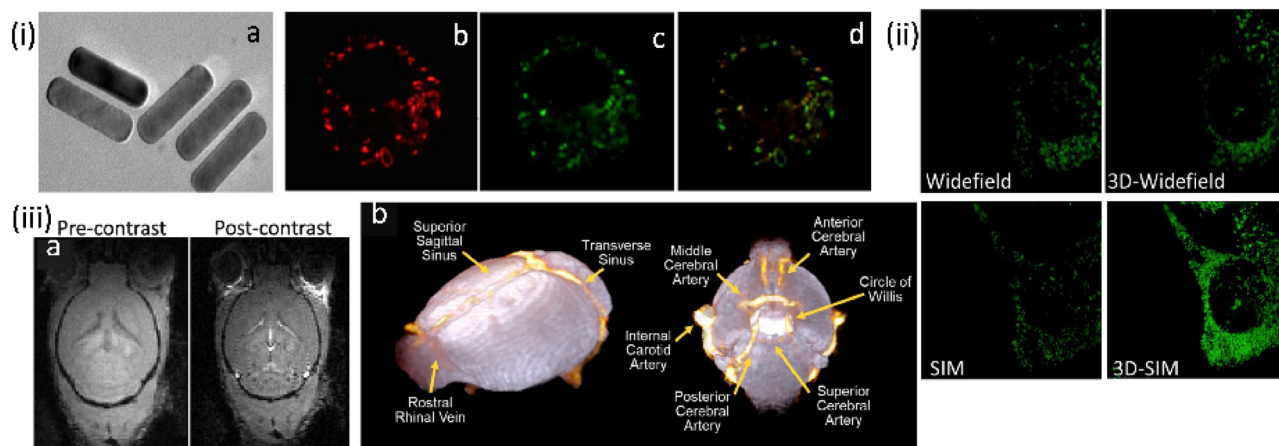 (i)
a
b
c
d
(ii)
Widefield
3D-Widefield
SIM
3D-SIM
(iii)
Pre-contrast
Post-contrast
a
b
Superior
Sagittal
Sinus
Transverse
Sinus
Rostral
Rhinal Vein
Anterior
Cerebral
Artery
Middle
Cerebral
Artery
Circle of
Willis
Internal
Carotid
Artery
Posterior
Cerebral
Artery
Superior
Cerebral
Artery